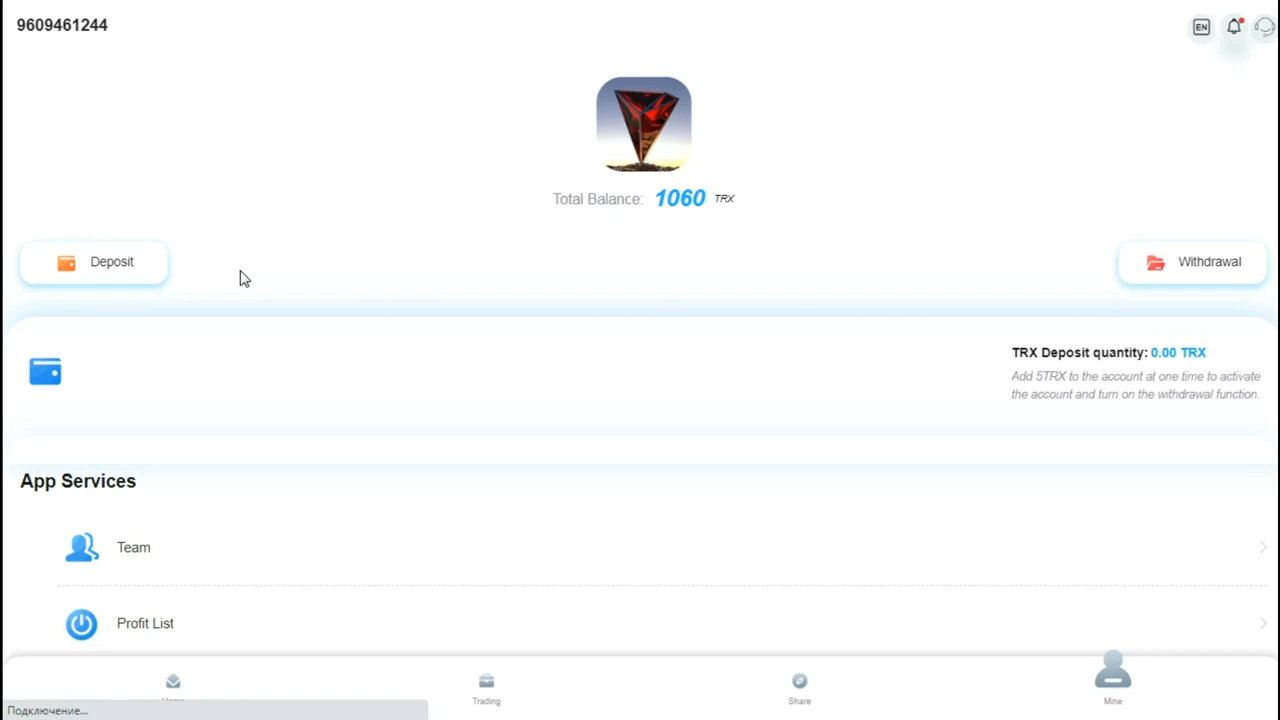 9609461244
EN
Total Balance: 1060 TRX
Deposit
Withdrawal
TRX Deposit quantity: 0.00 TRX
Add 5TRX to the account at one time to activate
the account and turn on the withdrawal function.
App Services
Team
Profit List
Trading
Share
Mine
Подключение...